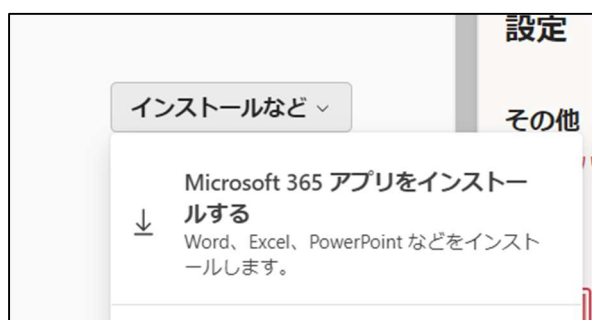 設定
インストールなど
その他
Microsoft 365 アプリをインストー
ルする
Word、Excel、PowerPoint などをインスト
ールします。